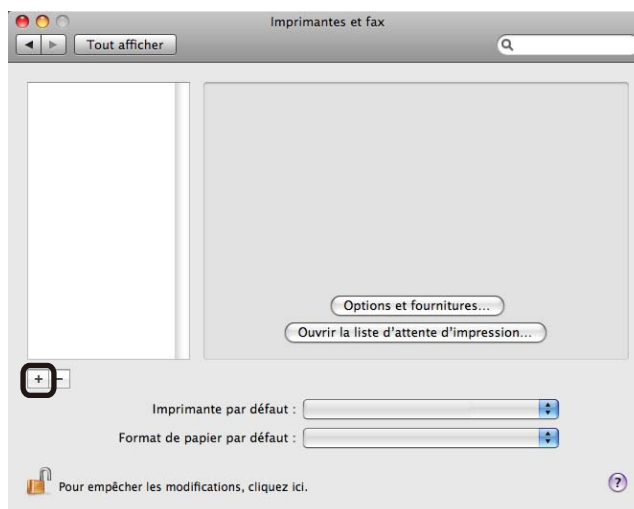 Imprimantes et fax
Tout afficher
Options et fournitures...
Ouvrir la liste d'attente d'impression...
+ -
Imprimante par défaut :
Format de papier par défaut :
Pour empêcher les modifications, cliquez ici.
?